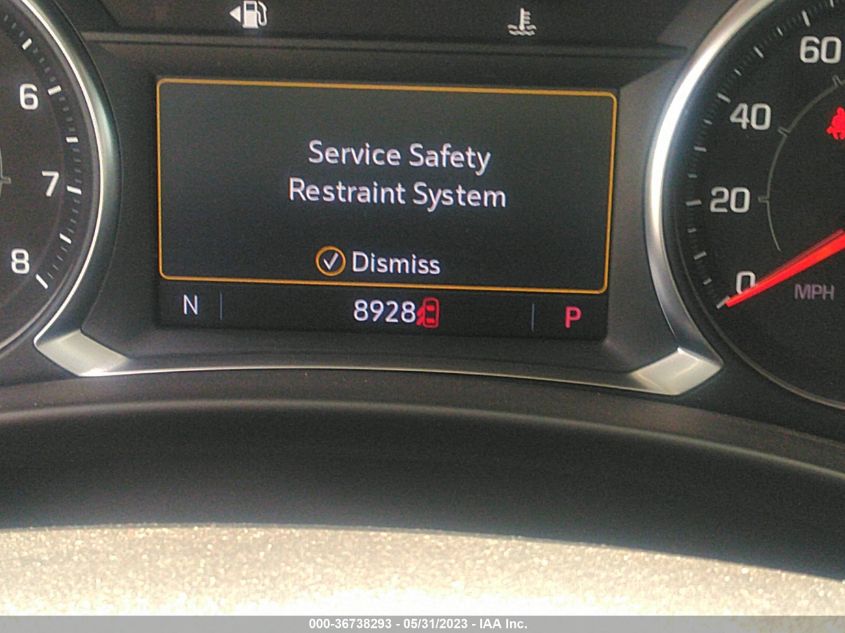 60
6
40
7
20
8
0
MPH
Service Safety
Restraint System
Dismiss
N
8928
P
000-36738293 - 05/31/2023 - IAA Inc.